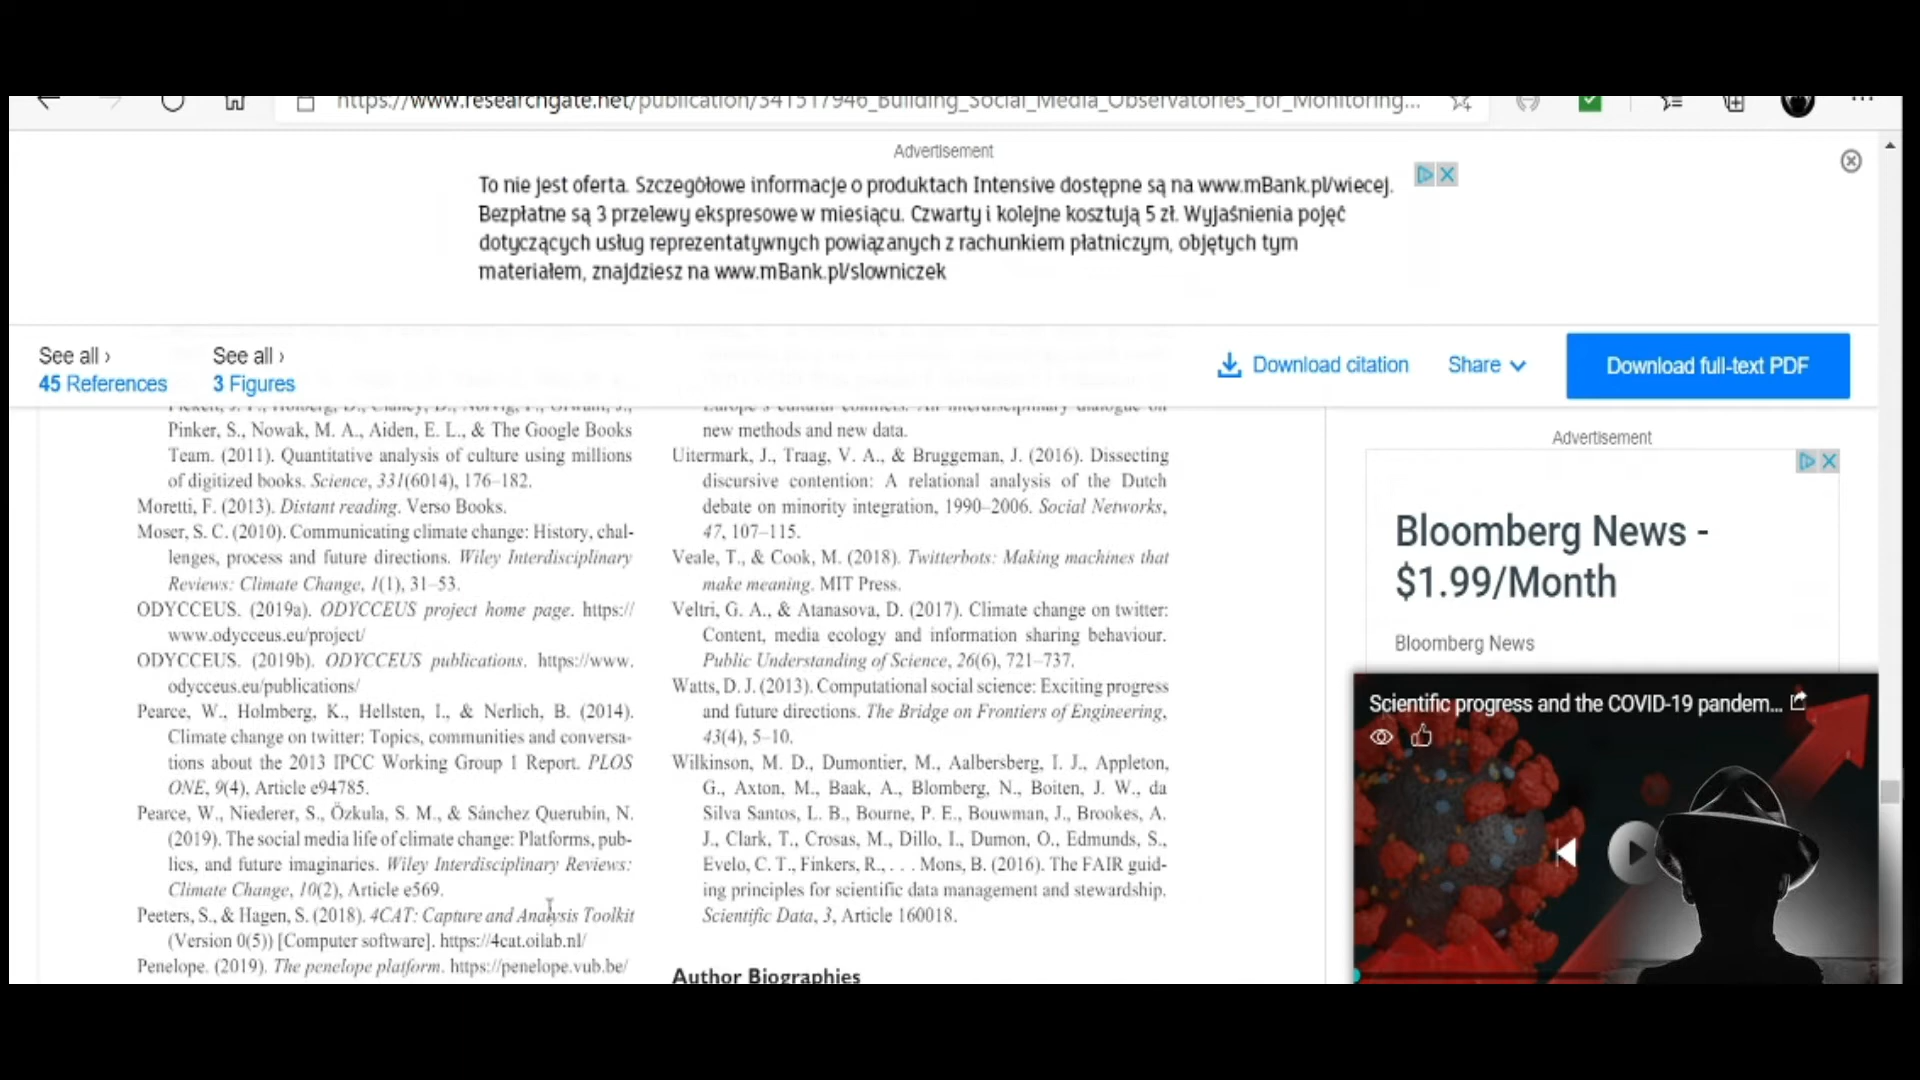 https://www.researchgate.net/publication/341517946_Building_Social_Media_Observatories_for_Monitoring...
Advertisement
To nie jest oferta. Szczegółowe informacje o produktach Intensive dostępne są na www.mBank.pl/wiecej.
Bezpłatne są 3 przelewy ekspresowe w miesiącu. Czwarty i kolejne kosztują 5 zł. Wyjaśnienia pojęć
dotyczących usług reprezentatywnych powiązanych z rachunkiem płatniczym, objętych tym
materiałem, znajdziesz na www.mBank.pl/slowniczek
See all ›
45 References
See all ›
3 Figures
Download citation
Share
Download full-text PDF
Pickett, J. P., Hoiberg, D., Clancy, D., Norvig, P., Orwant, J.,
Pinker, S., Nowak, M. A., Aiden, E. L., & The Google Books
Team. (2011). Quantitative analysis of culture using millions
of digitized books. Science, 331(6014), 176–182.
Moretti, F. (2013). Distant reading. Verso Books.
Moser, S. C. (2010). Communicating climate change: History, chal-
lenges, process and future directions. Wiley Interdisciplinary
Reviews: Climate Change, 1(1), 31–53.
ODYCCEUS. (2019a). ODYCCEUS project home page. https://
www.odycceus.eu/project/
ODYCCEUS. (2019b). ODYCCEUS publications. https://www.
odycceus.eu/publications/
Pearce, W., Holmberg, K., Hellsten, I., & Nerlich, B. (2014).
Climate change on twitter: Topics, communities and conversa-
tions about the 2013 IPCC Working Group 1 Report. PLOS
ONE, 9(4), Article e94785.
Pearce, W., Niederer, S., Özkula, S. M., & Sánchez Querubín, N.
(2019). The social media life of climate change: Platforms, pub-
lics, and future imaginaries. Wiley Interdisciplinary Reviews:
Climate Change, 10(2), Article e569.
Peeters, S., & Hagen, S. (2018). 4CAT: Capture and Analysis Toolkit
(Version 0(5)) [Computer software]. https://4cat.oilab.nl/
Penelope. (2019). The penelope platform. https://penelope.vub.be/
Europe's cultural conflicts: An interdisciplinary dialogue on
new methods and new data.
Uitermark, J., Traag, V. A., & Bruggeman, J. (2016). Dissecting
discursive contention: A relational analysis of the Dutch
debate on minority integration, 1990–2006. Social Networks,
47, 107–115.
Veale, T., & Cook, M. (2018). Twitterbots: Making machines that
make meaning. MIT Press.
Veltri, G. A., & Atanasova, D. (2017). Climate change on twitter:
Content, media ecology and information sharing behaviour.
Public Understanding of Science, 26(6), 721–737.
Watts, D. J. (2013). Computational social science: Exciting progress
and future directions. The Bridge on Frontiers of Engineering,
43(4), 5–10.
Wilkinson, M. D., Dumontier, M., Aalbersberg, I. J., Appleton,
G., Axton, M., Baak, A., Blomberg, N., Boiten, J. W., da
Silva Santos, L. B., Bourne, P. E., Bouwman, J., Brookes, A.
J., Clark, T., Crosas, M., Dillo, I., Dumon, O., Edmunds, S.,
Evelo, C. T., Finkers, R., . . . Mons, B. (2016). The FAIR guid-
ing principles for scientific data management and stewardship.
Scientific Data, 3, Article 160018.
Author Biographies
Advertisement
Bloomberg News -
$1.99/Month
Bloomberg News
Scientific progress and the COVID-19 pandem...